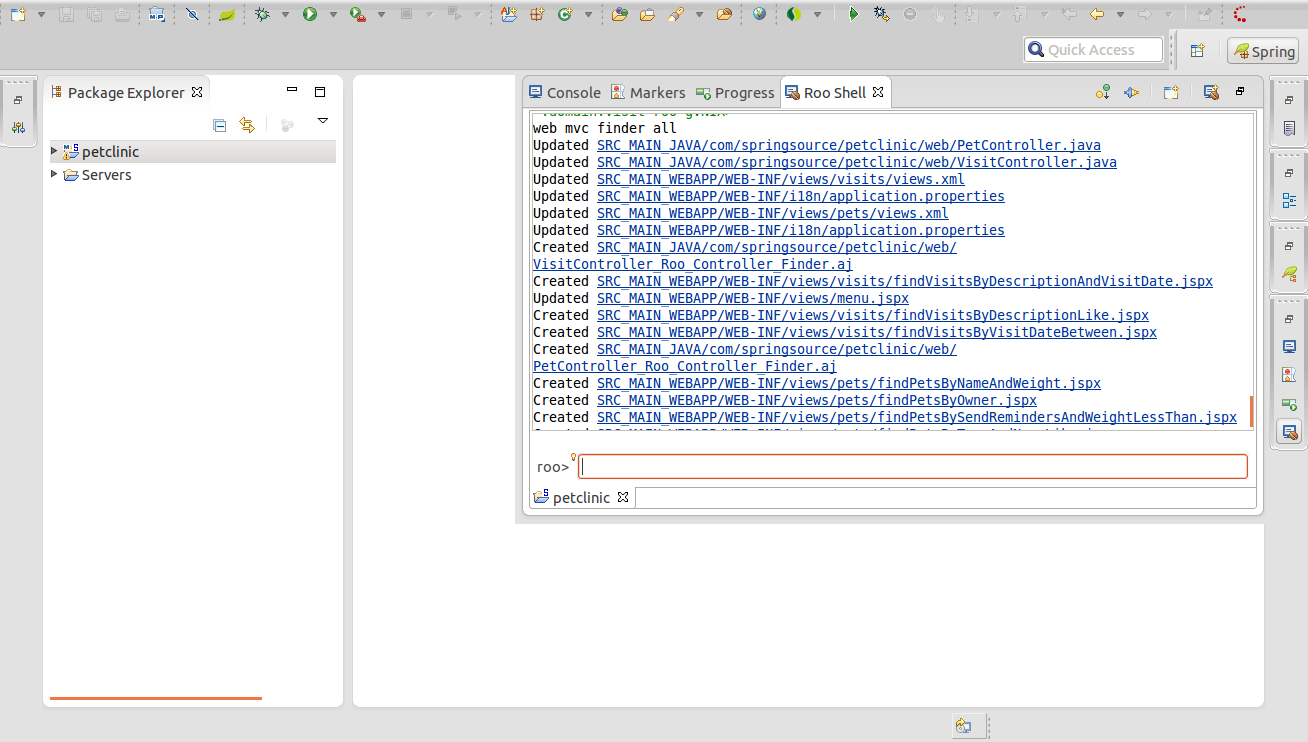 Quick Access
Spring
Package Explorer
petclinic
Servers
Console
Markers
Progress
Roo Shell
web mvc finder all
Updated SRC_MAIN_JAVA/com/springsource/petclinic/web/PetController.java
Updated SRC_MAIN_JAVA/com/springsource/petclinic/web/VisitController.java
Updated SRC_MAIN_WEBAPP/WEB-INF/views/visits/views.xml
Updated SRC_MAIN_WEBAPP/WEB-INF/i18n/application.properties
Updated SRC_MAIN_WEBAPP/WEB-INF/views/pets/views.xml
Updated SRC_MAIN_WEBAPP/WEB-INF/i18n/application.properties
Created SRC_MAIN_JAVA/com/springsource/petclinic/web/
VisitController_Roo_Controller_Finder.aj
Created SRC_MAIN_WEBAPP/WEB-INF/views/visits/findVisitsByDescriptionAndVisitDate.jspx
Updated SRC_MAIN_WEBAPP/WEB-INF/views/menu.jspx
Created SRC_MAIN_WEBAPP/WEB-INF/views/visits/findVisitsByDescriptionLike.jspx
Created SRC_MAIN_WEBAPP/WEB-INF/views/visits/findVisitsByVisitDateBetween.jspx
Created SRC_MAIN_JAVA/com/springsource/petclinic/web/
PetController_Roo_Controller_Finder.aj
Created SRC_MAIN_WEBAPP/WEB-INF/views/pets/findPetsByNameAndWeight.jspx
Created SRC_MAIN_WEBAPP/WEB-INF/views/pets/findPetsByOwner.jspx
Created SRC_MAIN_WEBAPP/WEB-INF/views/pets/findPetsBySendRemindersAndWeightLessThan.jspx
roo>
petclinic